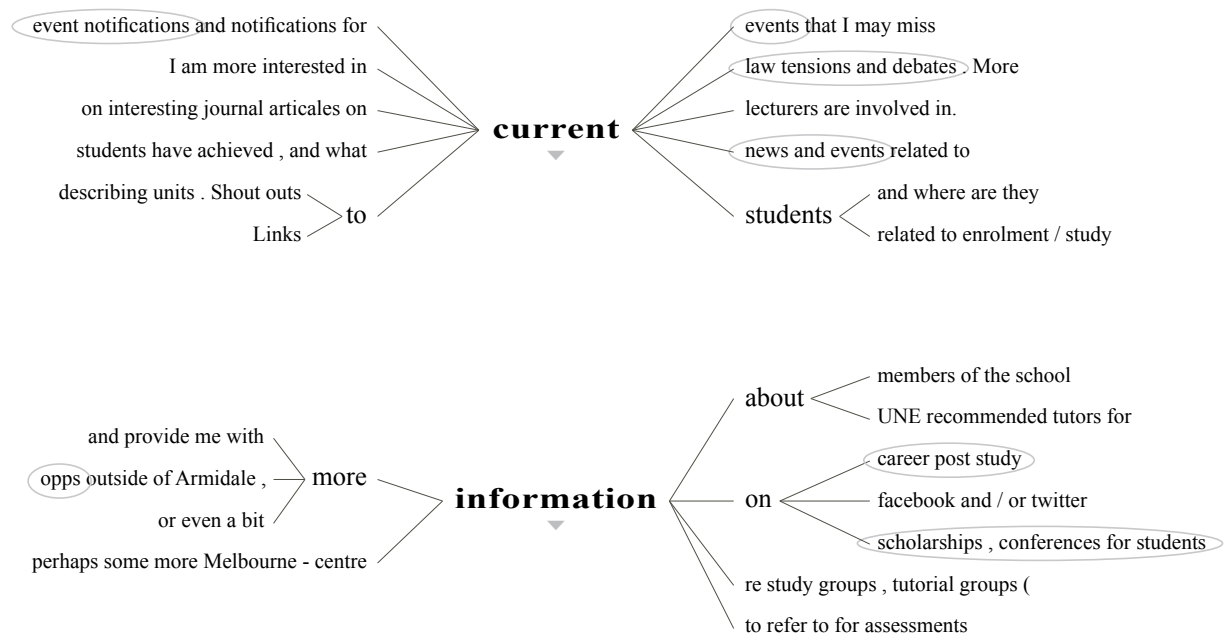 event notifications and notifications for
I am more interested in
on interesting journal articales on
students have achieved , and what
describing units . Shout outs
Links
to
current
events that I may miss
law tensions and debates . More
lecturers are involved in.
news and events related to
students
and where are they
related to enrolment / study
and provide me with
opps outside of Armidale ,
or even a bit
more
perhaps some more Melbourne - centre
information
about
members of the school
UNE recommended tutors for
on
career post study
facebook and / or twitter
scholarships , conferences for students
re study groups , tutorial groups (
to refer to for assessments